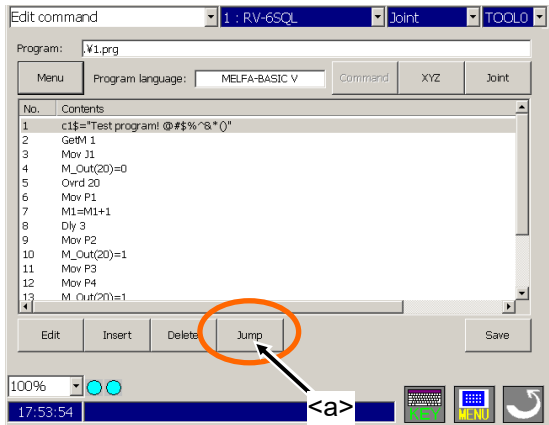 Edit command 1 : RV-6SQL Joint TOOL0
Program: .¥1.prg
Menu Program language: MELFA-BASIC V Command XYZ Joint
No. Contents
1 c1$="Test program! @#$%^&*()"
2 GetM 1
3 Mov J1
4 M_Out(20)=0
5 Ovrd 20
6 Mov P1
7 M1=M1+1
8 Dly 3
9 Mov P2
10 M_Out(20)=1
11 Mov P3
12 Mov P4
13 M_Out(20)=1
Edit Insert Delete Jump Save
100%
<a>
17:53:54 KEY MENU